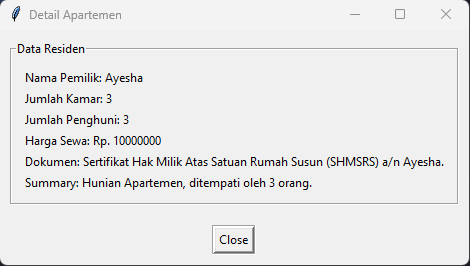 Detail Apartemen
Data Residen
Nama Pemilik: Ayesha
Jumlah Kamar: 3
Jumlah Penghuni: 3
Harga Sewa: Rp. 10000000
Dokumen: Sertifikat Hak Milik Atas Satuan Rumah Susun (SHMSRS) a/n Ayesha.
Summary: Hunian Apartemen, ditempati oleh 3 orang.
Close